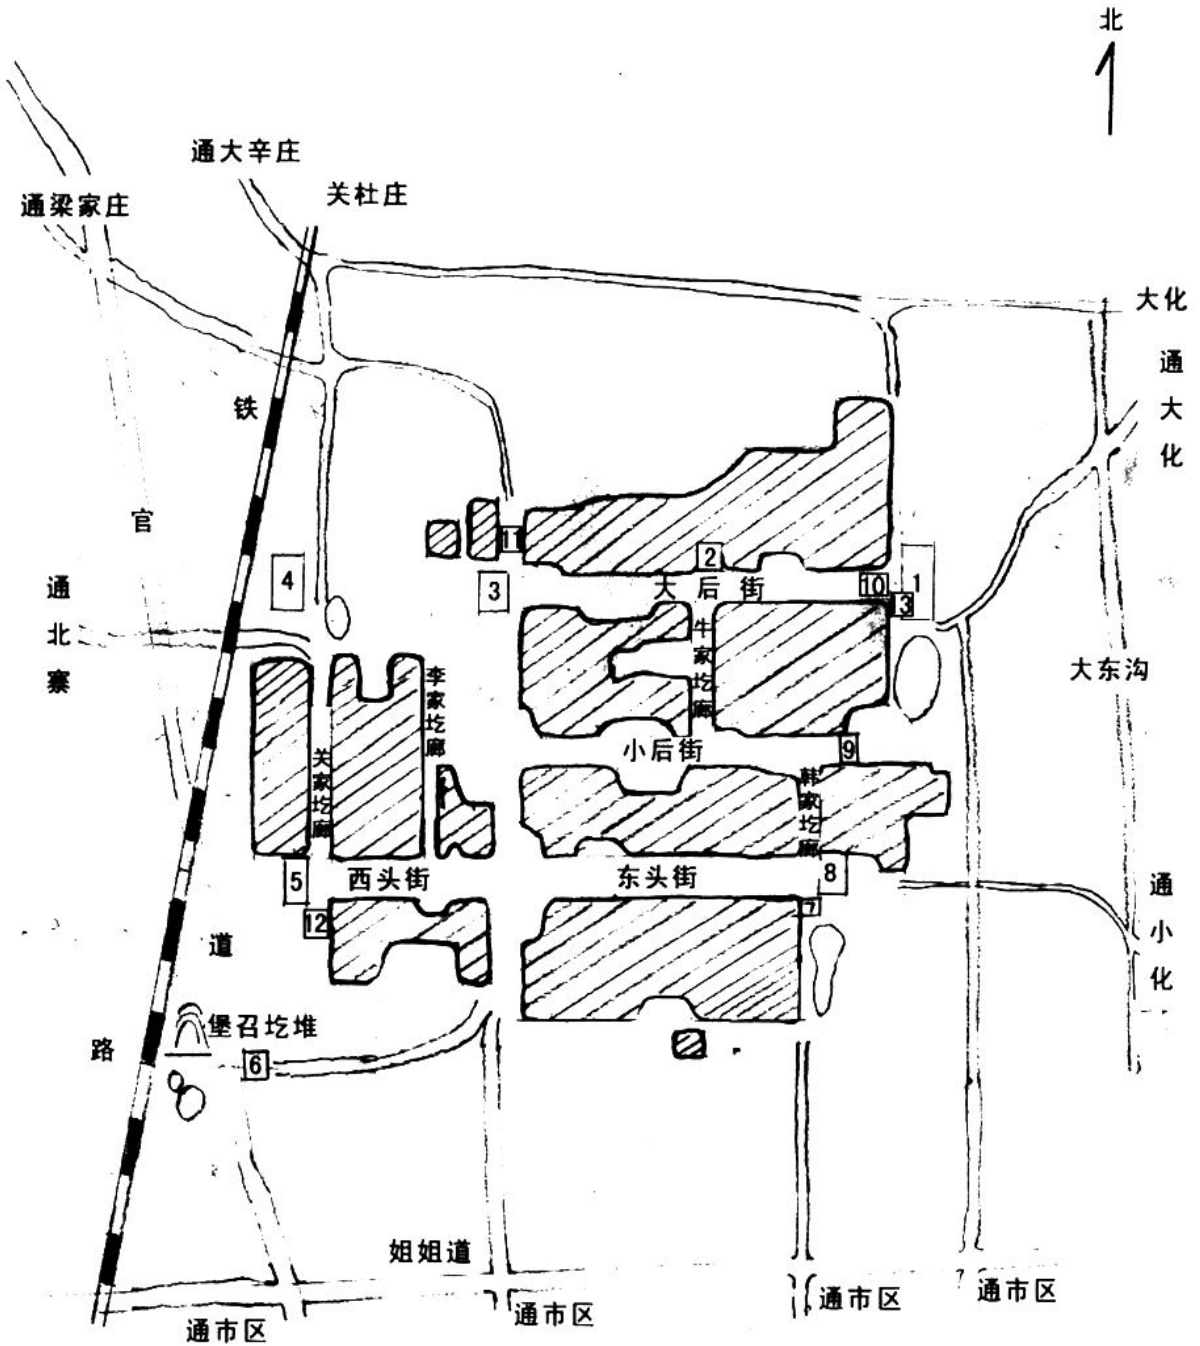 北
通大辛庄
关杜庄
通梁家庄
大化
通大化
铁
官
11
2
4
3
大后街
10
1
13
通北寨
牛家圪廊
大东沟
李家圪廊
小后街
9
关家圪廊
韩家圪廊
5
西头街
东头街
8
通小化
7
12
道
堡召圪堆
路
6
姐姐道
通市区
通市区
通市区
通市区